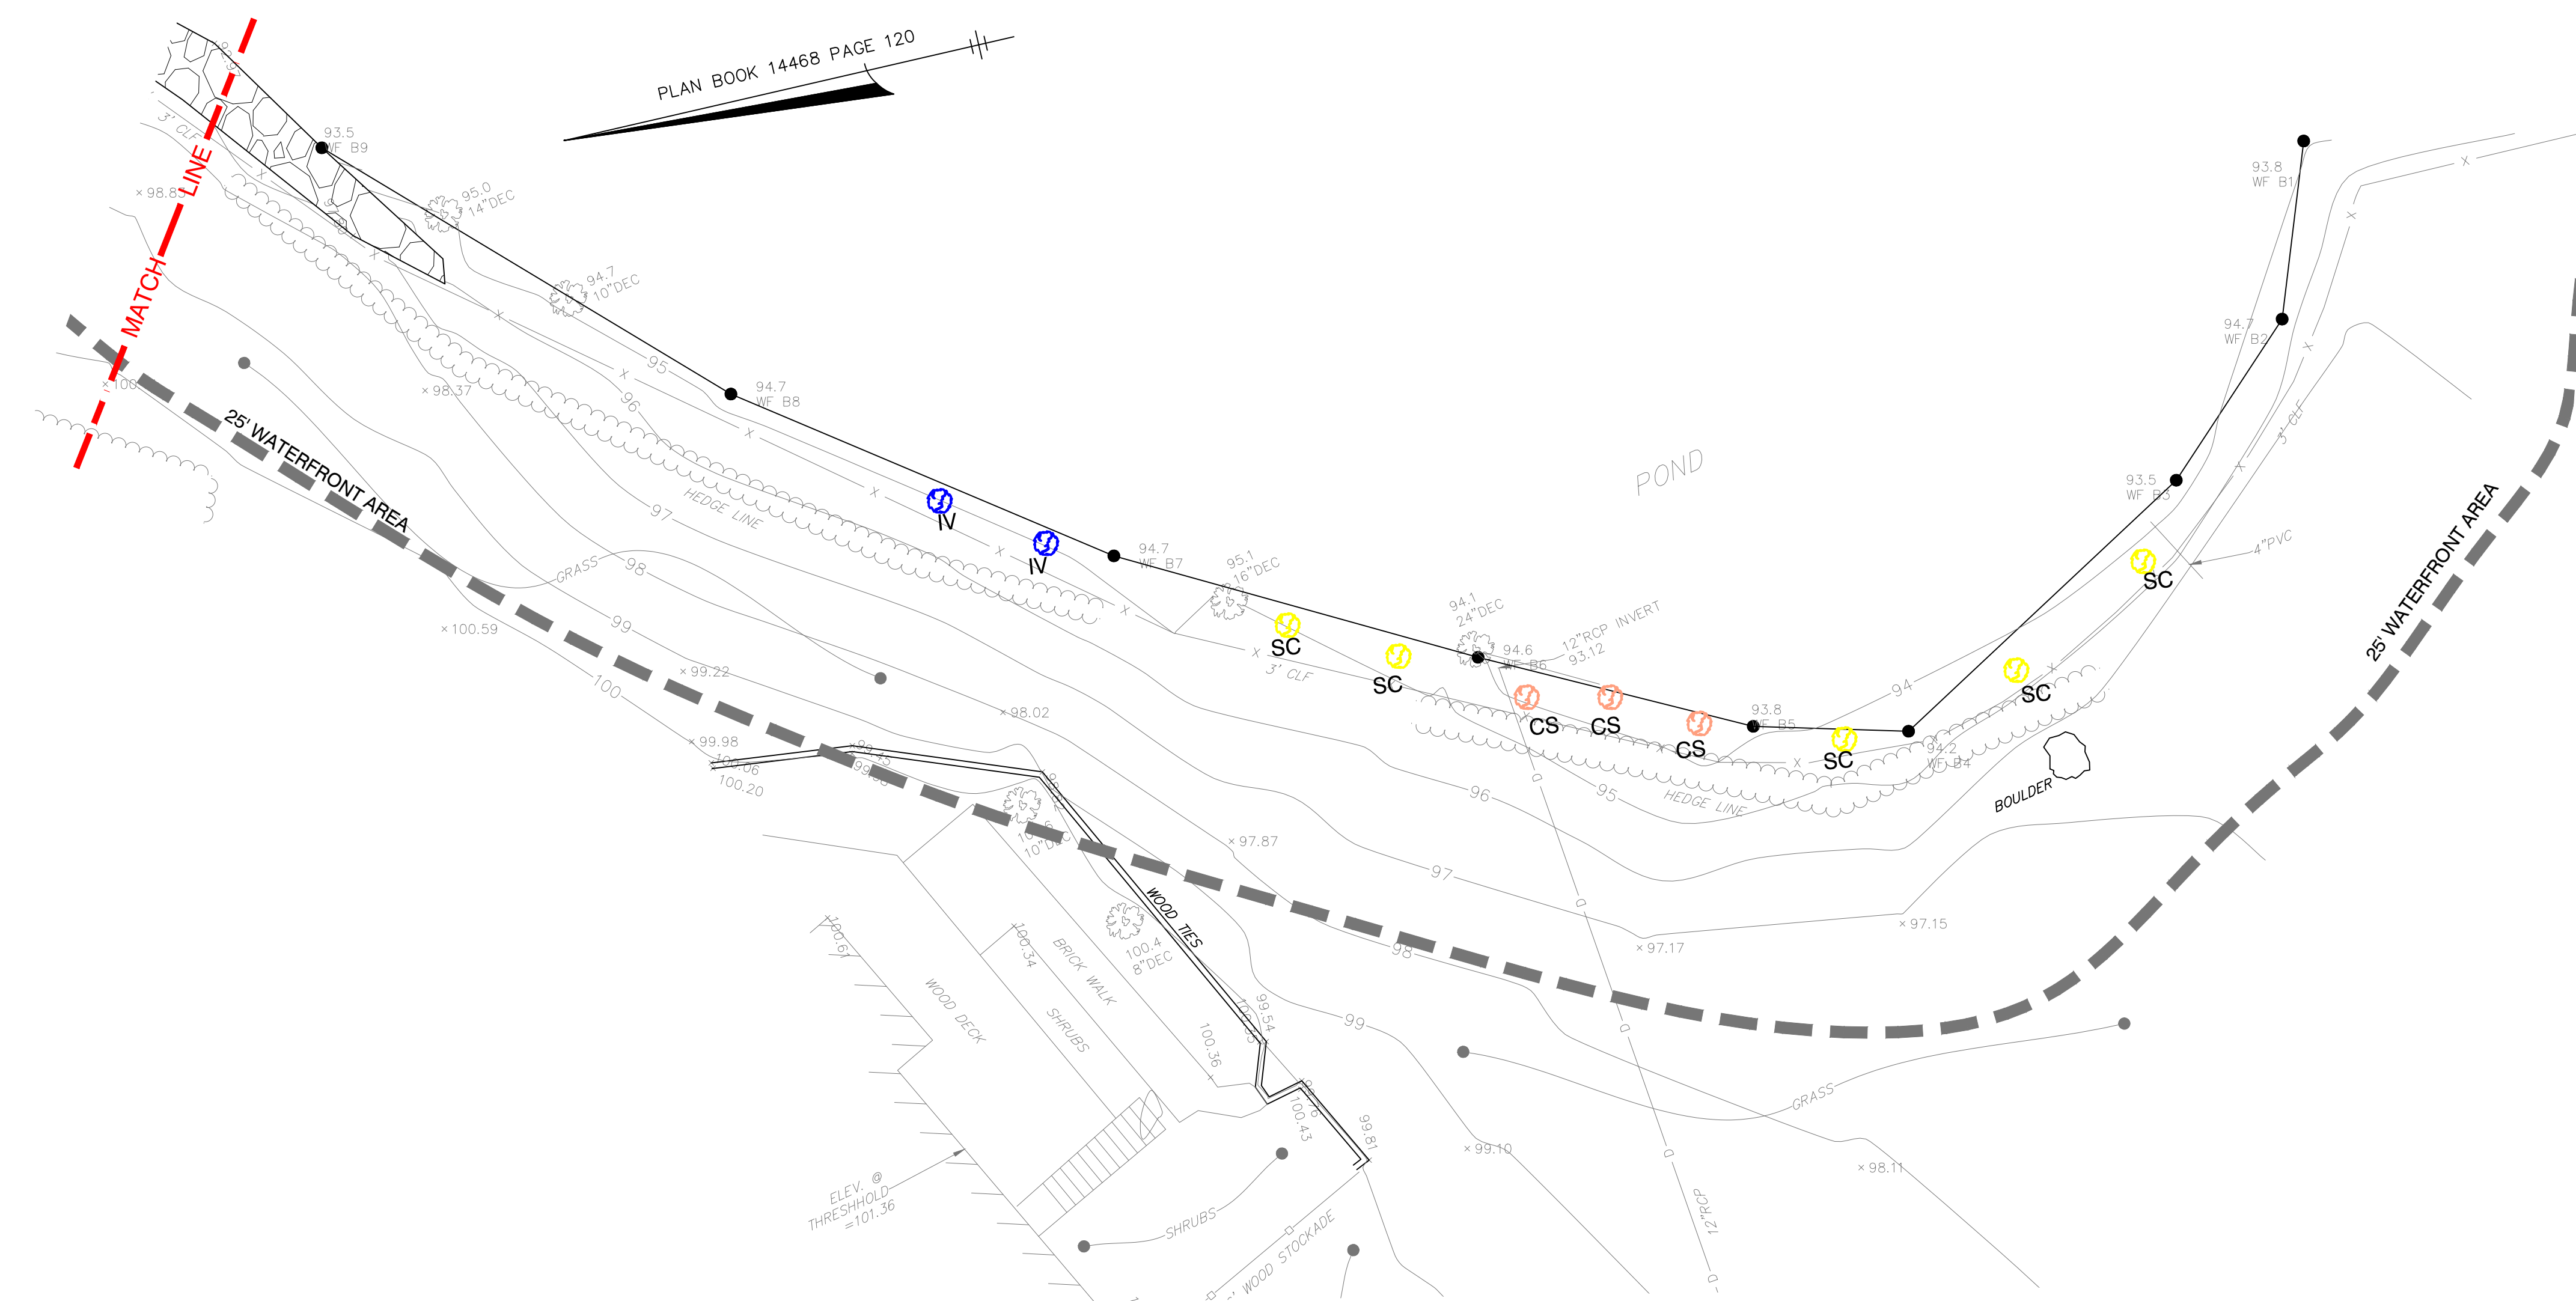 PLAN BOOK 14468 PAGE 120
MATCH LINE
3' CLF
93.5
WF B9
95.0
14"DEC
94.7
10"DEC
94.7
WF B8
94.7
WF B7
95.1
16"DEC
94.1
24"DEC
94.6
WF B6
12"RCP INVERT
93.12
93.8
WF B5
94.2
WF B4
93.5
WF B3
94.7
WF B2
93.8
WF B1
POND
3' CLF
4"PVC
25' WATERFRONT AREA
25' WATERFRONT AREA
HEDGE LINE
IV
IV
SC
SC
CS
CS
CS
SC
SC
SC
3' CLF
HEDGE LINE
BOULDER
GRASS
95
96
97
98
99
100
94
95
96
97
98
99
98.37
100.59
99.22
98.02
99.98
100.06
100.20
99.45
97.87
97.17
97.15
10"DEC
100.4
8"DEC
WOOD TIES
BRICK WALK
SHRUBS
WOOD DECK
100.61
100.34
100.36
99.54
100.43
99.81
99.10
98.11
GRASS
12"RCP
ELEV. @
THRESHHOLD
=101.36
SHRUBS
WOOD STOCKADE